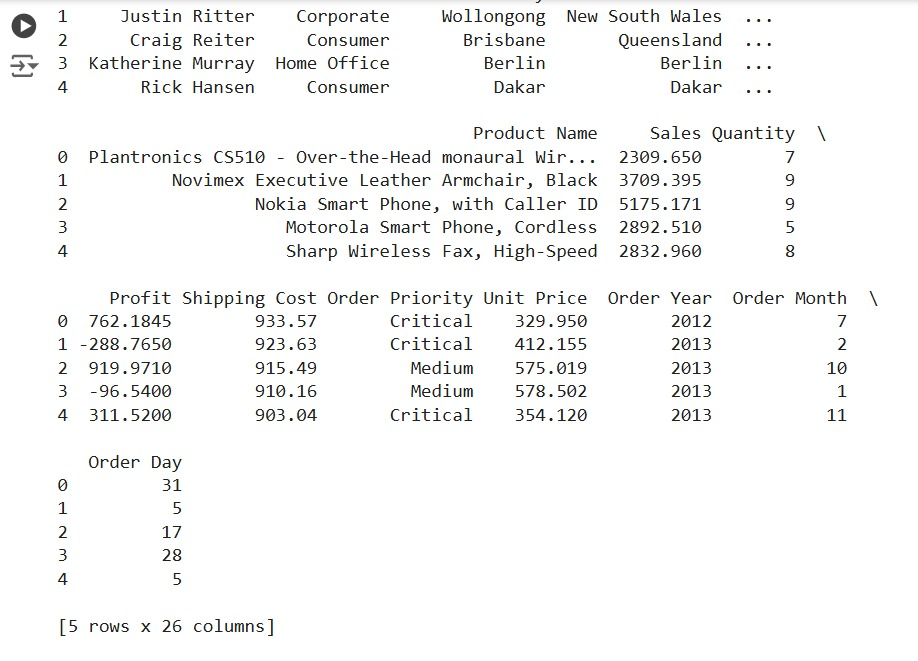 1     Justin Ritter    Corporate     Wollongong  New South Wales  ...
2      Craig Reiter     Consumer       Brisbane       Queensland  ...
3  Katherine Murray  Home Office         Berlin           Berlin  ...
4       Rick Hansen     Consumer          Dakar            Dakar  ...
                                        Product Name     Sales Quantity  \
0  Plantronics CS510 - Over-the-Head monaural Wir...  2309.650        7
1          Novimex Executive Leather Armchair, Black  3709.395        9
2                  Nokia Smart Phone, with Caller ID  5175.171        9
3                     Motorola Smart Phone, Cordless  2892.510        5
4                     Sharp Wireless Fax, High-Speed  2832.960        8
     Profit Shipping Cost Order Priority Unit Price  Order Year  Order Month  \
0  762.1845        933.57       Critical    329.950        2012            7
1 -288.7650        923.63       Critical    412.155        2013            2
2  919.9710        915.49         Medium    575.019        2013           10
3  -96.5400        910.16         Medium    578.502        2013            1
4  311.5200        903.04       Critical    354.120        2013           11
   Order Day
0         31
1          5
2         17
3         28
4          5
[5 rows x 26 columns]